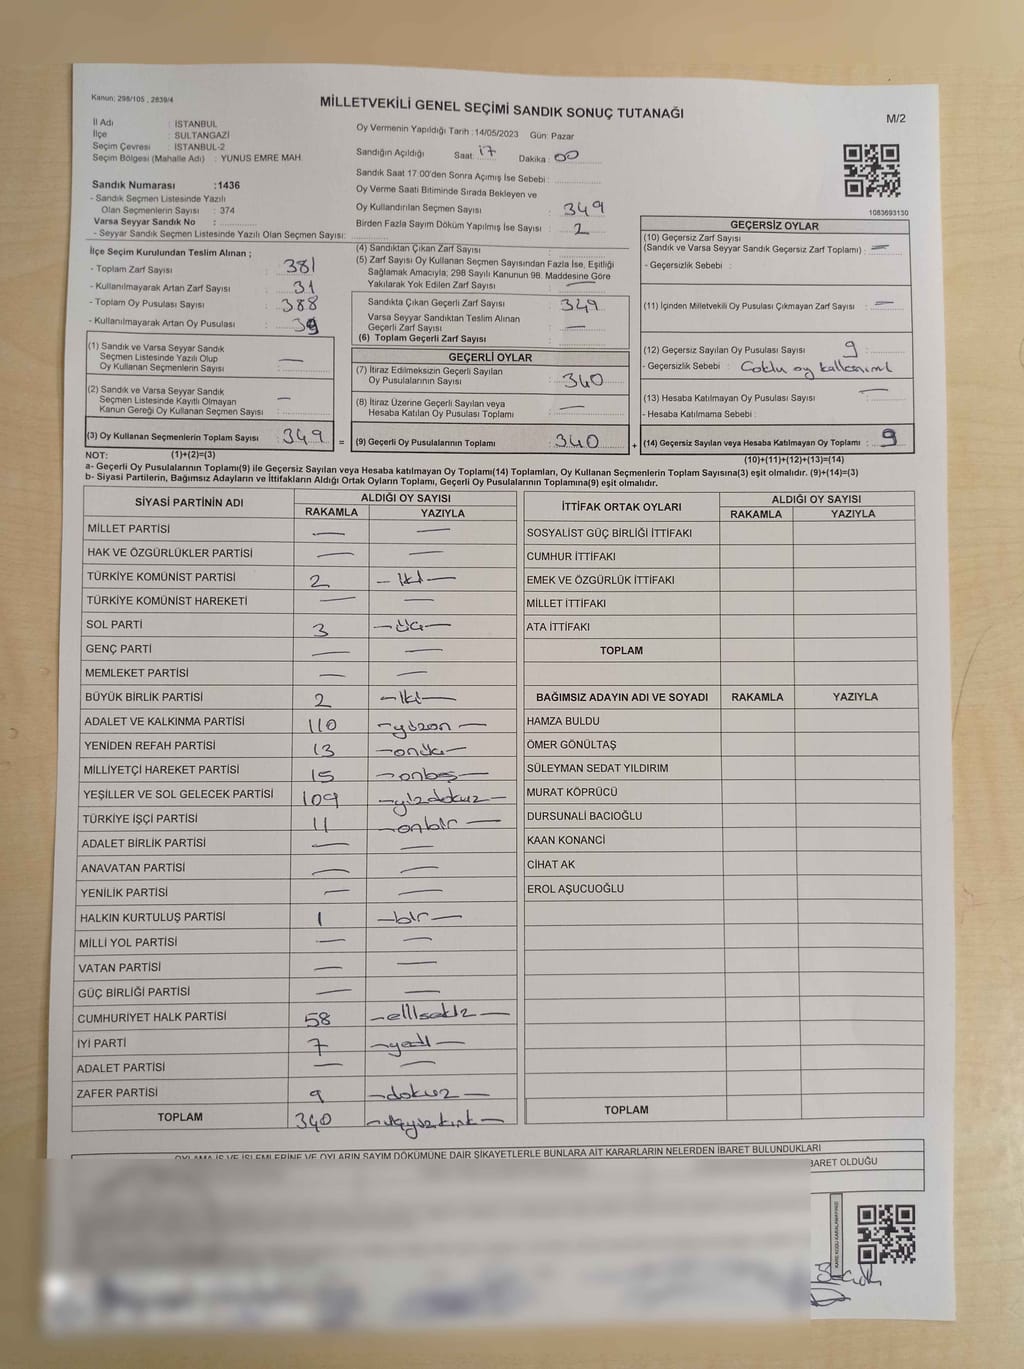 Kanun; 298/105 , 2839/4
MİLLETVEKİLİ GENEL SEÇİMİ SANDIK SONUÇ TUTANAĞI
M/2
İl Adı : İSTANBUL
İlçe : SULTANGAZİ
Seçim Çevresi : İSTANBUL-2
Seçim Bölgesi (Mahalle Adı) : YUNUS EMRE MAH.
Sandık Numarası :1436
- Sandık Seçmen Listesinde Yazılı
Olan Seçmenlerin Sayısı : 374
Varsa Seyyar Sandık No :
- Seyyar Sandık Seçmen Listesinde Yazılı Olan Seçmen Sayısı:
Oy Vermenin Yapıldığı Tarih :14/05/2023 Gün: Pazar
Sandığın Açıldığı Saat: 17 Dakika : 00
Sandık Saat 17:00'den Sonra Açımış İse Sebebi :
Oy Verme Saati Bitiminde Sırada Bekleyen ve
Oy Kullandırılan Seçmen Sayısı : 349
Birden Fazla Sayım Döküm Yapılmış İse Sayısı : 2
1083693130
İlçe Seçim Kurulundan Teslim Alınan ;
- Toplam Zarf Sayısı : 381
- Kullanılmayarak Artan Zarf Sayısı : 31
- Toplam Oy Pusulası Sayısı : 388
- Kullanılmayarak Artan Oy Pusulası : 39
(1) Sandık ve Varsa Seyyar Sandık
Seçmen Listesinde Yazılı Olup
Oy Kullanan Seçmenlerin Sayısı : —
(2) Sandık ve Varsa Seyyar Sandık
Seçmen Listesinde Kayıtlı Olmayan
Kanun Gereği Oy Kullanan Seçmen Sayısı : —
(3) Oy Kullanan Seçmenlerin Toplam Sayısı : 349 =
(4) Sandıktan Çıkan Zarf Sayısı :
(5) Zarf Sayısı Oy Kullanan Seçmen Sayısından Fazla İse, Eşitliği
Sağlamak Amacıyla; 298 Sayılı Kanunun 98. Maddesine Göre
Yakılarak Yok Edilen Zarf Sayısı : —
Sandıkta Çıkan Geçerli Zarf Sayısı : 349
Varsa Seyyar Sandıktan Teslim Alınan
Geçerli Zarf Sayısı : —
(6) Toplam Geçerli Zarf Sayısı :
GEÇERLİ OYLAR
(7) İtiraz Edilmeksizin Geçerli Sayılan
Oy Pusulalarının Sayısı : 340
(8) İtiraz Üzerine Geçerli Sayılan veya
Hesaba Katılan Oy Pusulası Toplamı : —
(9) Geçerli Oy Pusulalarının Toplamı : 340 +
GEÇERSİZ OYLAR
(10) Geçersiz Zarf Sayısı
(Sandık ve Varsa Seyyar Sandık Geçersiz Zarf Toplamı) : —
- Geçersizlik Sebebi :
(11) İçinden Milletvekili Oy Pusulası Çıkmayan Zarf Sayısı : —
(12) Geçersiz Sayılan Oy Pusulası Sayısı : 9
- Geçersizlik Sebebi : Çoklu oy kullanımı
(13) Hesaba Katılmayan Oy Pusulası Sayısı : —
- Hesaba Katılmama Sebebi :
(14) Geçersiz Sayılan veya Hesaba Katılmayan Oy Toplamı : 9
NOT: (1)+(2)=(3) (10)+(11)+(12)+(13)=(14)
a- Geçerli Oy Pusulalarının Toplamı(9) ile Geçersiz Sayılan veya Hesaba katılmayan Oy Toplamı(14) Toplamları, Oy Kullanan Seçmenlerin Toplam Sayısına(3) eşit olmalıdır. (9)+(14)=(3)
b- Siyasi Partilerin, Bağımsız Adayların ve İttifakların Aldığı Ortak Oyların Toplamı, Geçerli Oy Pusulalarının Toplamına(9) eşit olmalıdır.
SİYASİ PARTİNİN ADI ALDIĞI OY SAYISI
RAKAMLA YAZIYLA
MİLLET PARTİSİ — —
HAK VE ÖZGÜRLÜKLER PARTİSİ — —
TÜRKİYE KOMÜNİST PARTİSİ 2 —iki—
TÜRKİYE KOMÜNİST HAREKETİ — —
SOL PARTİ 3 —üç—
GENÇ PARTİ — —
MEMLEKET PARTİSİ — —
BÜYÜK BİRLİK PARTİSİ 2 —iki—
ADALET VE KALKINMA PARTİSİ 110 —yüzon—
YENİDEN REFAH PARTİSİ 13 —onüç—
MİLLİYETÇİ HAREKET PARTİSİ 15 —onbeş—
YEŞİLLER VE SOL GELECEK PARTİSİ 109 —yüzdokuz—
TÜRKİYE İŞÇİ PARTİSİ 11 —onbir—
ADALET BİRLİK PARTİSİ — —
ANAVATAN PARTİSİ — —
YENİLİK PARTİSİ — —
HALKIN KURTULUŞ PARTİSİ 1 —bir—
MİLLİ YOL PARTİSİ — —
VATAN PARTİSİ — —
GÜÇ BİRLİĞİ PARTİSİ — —
CUMHURİYET HALK PARTİSİ 58 —ellisekiz—
İYİ PARTİ 7 —yedi—
ADALET PARTİSİ — —
ZAFER PARTİSİ 9 —dokuz—
TOPLAM 340 —üçyüzkırk—
İTTİFAK ORTAK OYLARI ALDIĞI OY SAYISI
RAKAMLA YAZIYLA
SOSYALİST GÜÇ BİRLİĞİ İTTİFAKI
CUMHUR İTTİFAKI
EMEK VE ÖZGÜRLÜK İTTİFAKI
MİLLET İTTİFAKI
ATA İTTİFAKI
TOPLAM
BAĞIMSIZ ADAYIN ADI VE SOYADI RAKAMLA YAZIYLA
HAMZA BULDU
ÖMER GÖNÜLTAŞ
SÜLEYMAN SEDAT YILDIRIM
MURAT KÖPRÜCÜ
DURSUNALİ BACIOĞLU
KAAN KONANCİ
CİHAT AK
EROL AŞUCUOĞLU
TOPLAM
OYLAMA İŞ VE İŞLEMLERİNE VE OYLARIN SAYIM DÖKÜMÜNE DAİR ŞİKAYETLERLE BUNLARA AİT KARARLARIN NELERDEN İBARET BULUNDUKLARI
BARET OLDUĞU